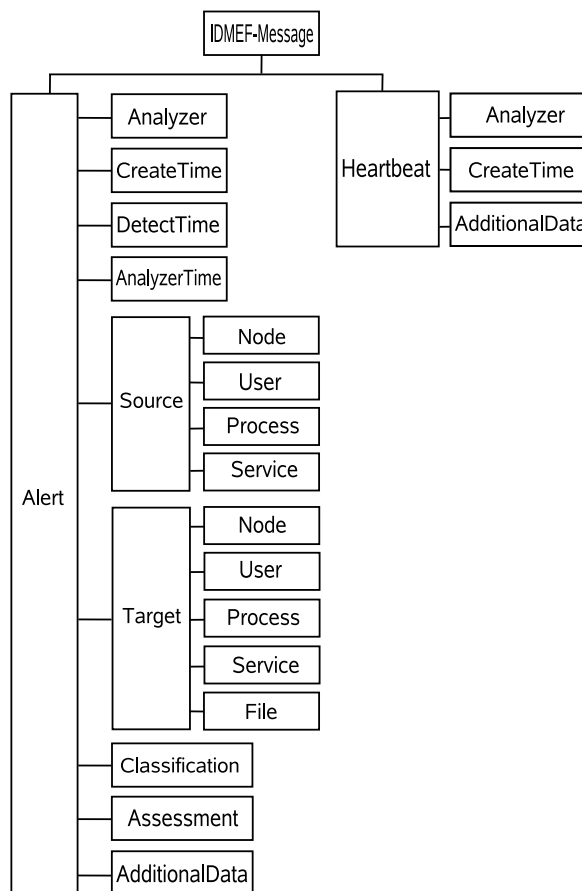 IDMEF-Message
Alert
Analyzer
CreateTime
DetectTime
AnalyzerTime
Source
Node
User
Process
Service
Target
Node
User
Process
Service
File
Classification
Assessment
AdditionalData
Heartbeat
Analyzer
CreateTime
AdditionalData